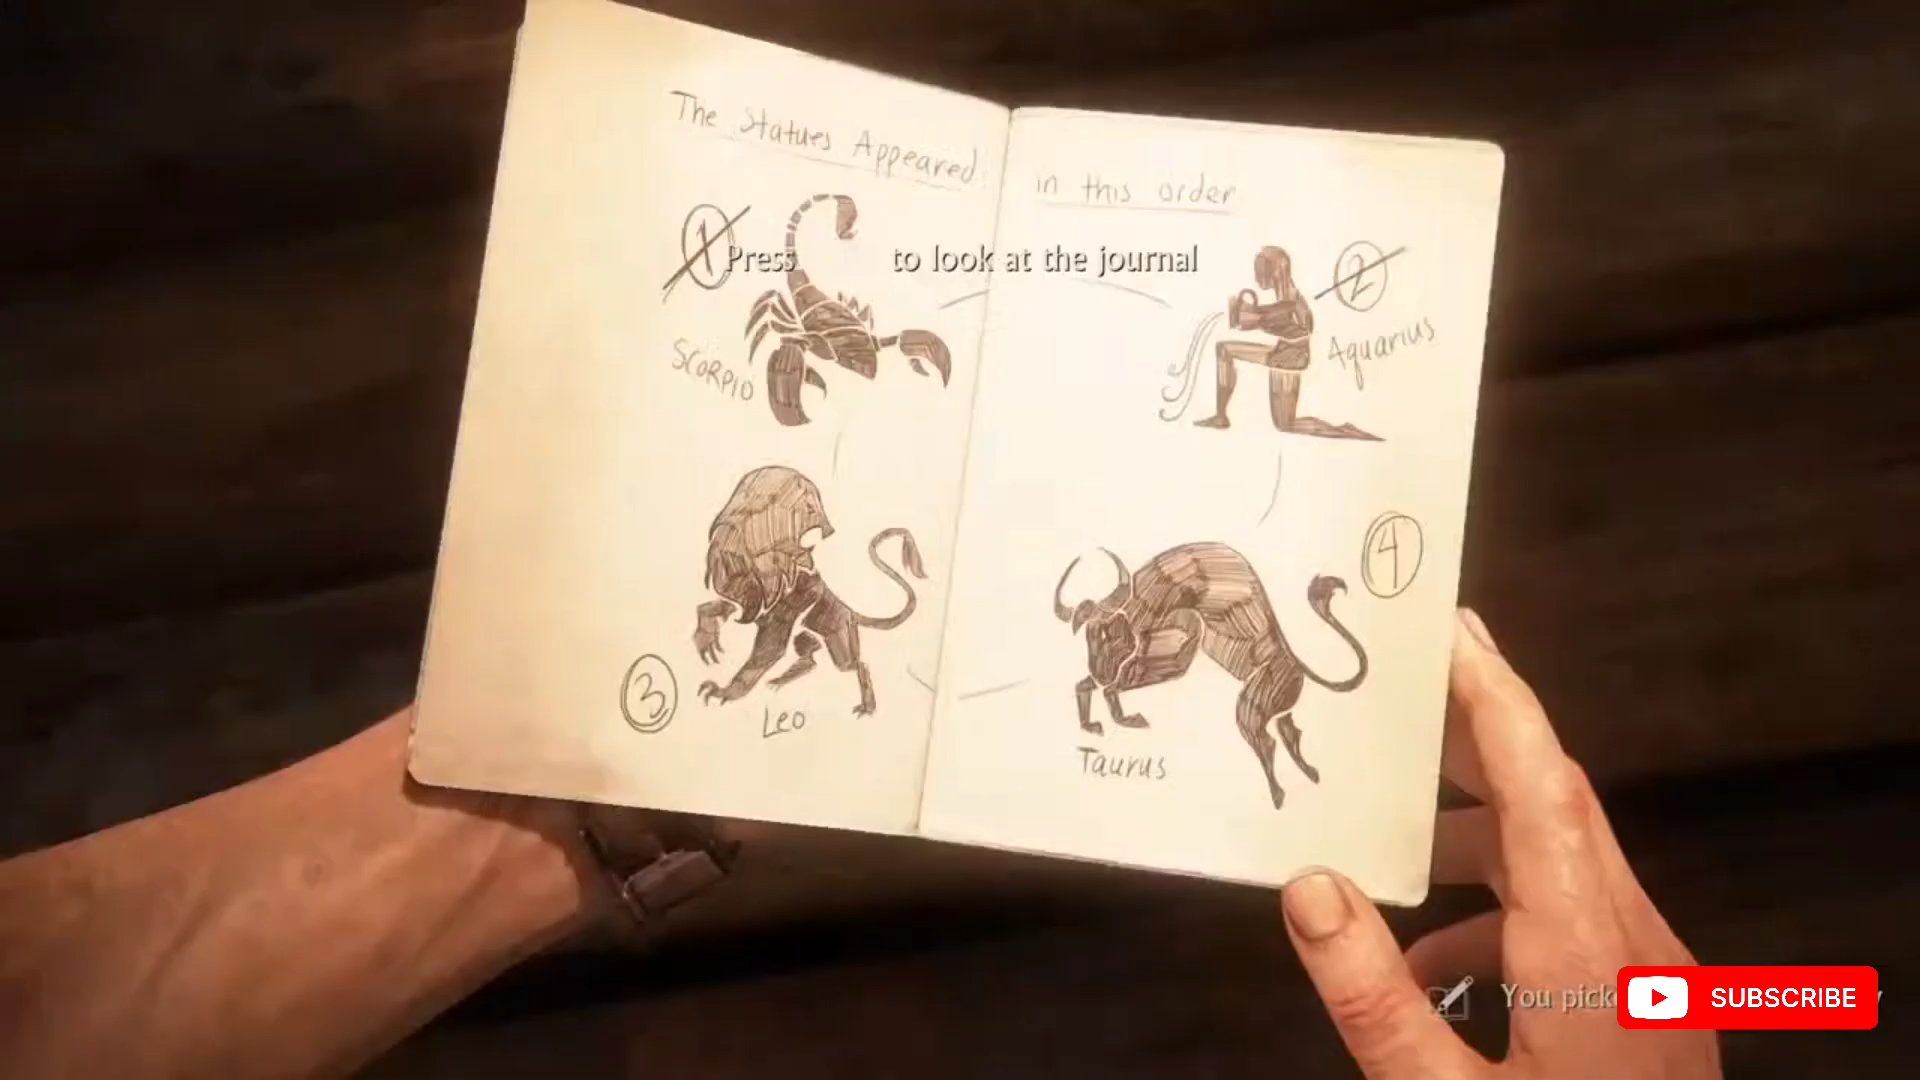 The Statues Appeared in this order
1
Press to look at the journal
2
SCORPIO
Aquarius
3
Leo
4
Taurus
You
SUBSCRIBE